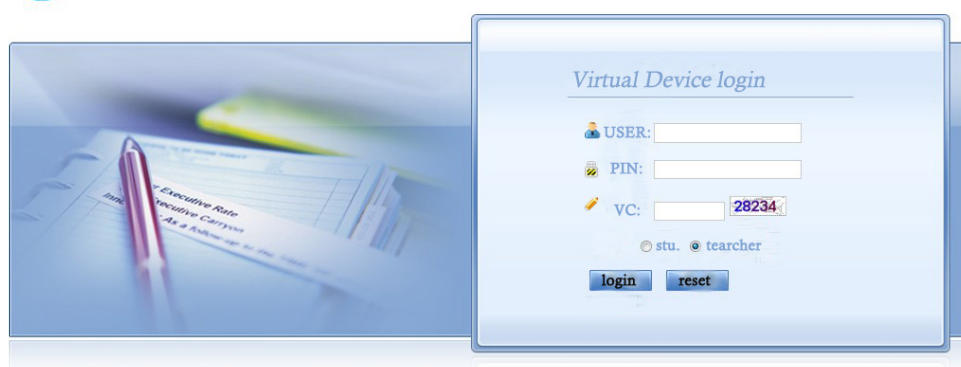 Executive Rate
Executive Carryon
As a follow-up to the
Virtual Device login
USER:
PIN:
VC:
28234
stu.
tearcher
login
reset